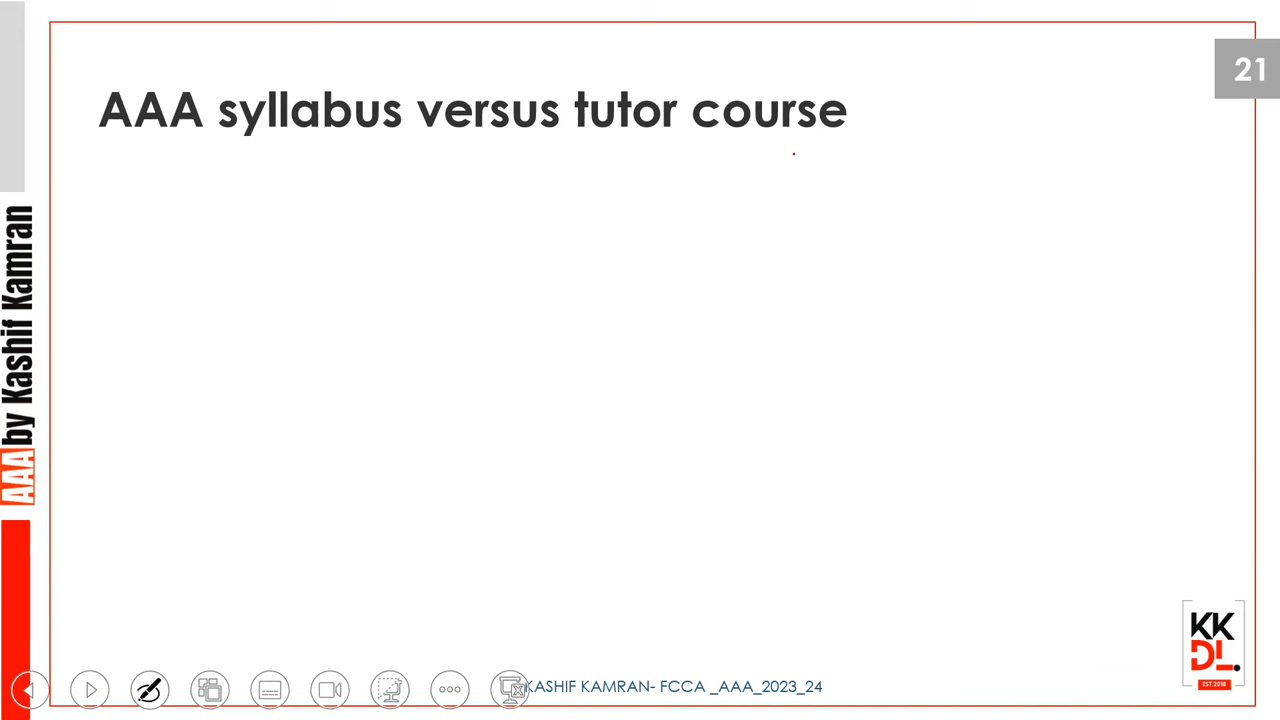 21
AAA syllabus versus tutor course
AAA by Kashif Kamran
KK
DL.
EST.2018
KASHIF KAMRAN- FCCA _AAA_2023_24